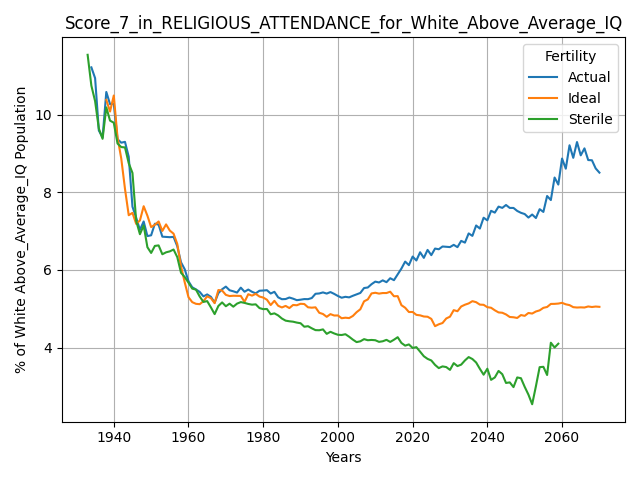 Score_7_in_RELIGIOUS_ATTENDANCE_for_White_Above_Average_IQ
Fertility
Actual
Ideal
Sterile
% of White Above_Average_IQ Population
10
8
6
4
1940 1960 1980 2000 2020 2040 2060
Years